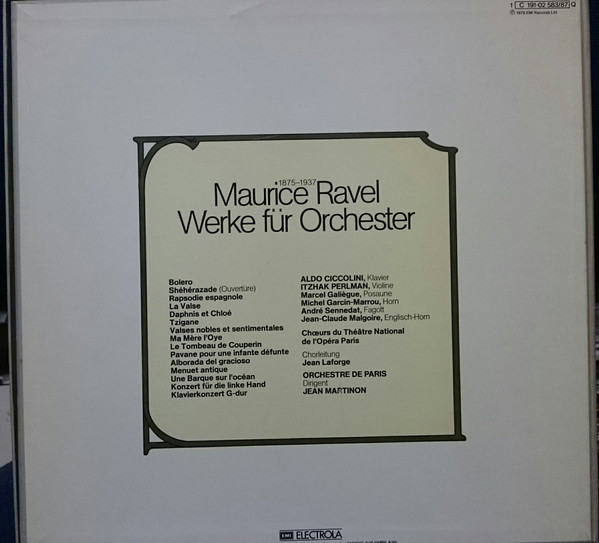 1 C 191-02 583/87 Q
℗ 1975 EMI Records Ltd.
*1875–1937
Maurice Ravel
Werke für Orchester
Bolero
Shéhérazade (Ouvertüre)
Rapsodie espagnole
La Valse
Daphnis et Chloé
Tzigane
Valses nobles et sentimentales
Ma Mère l'Oye
Le Tombeau de Couperin
Pavane pour une infante défunte
Alborada del gracioso
Menuet antique
Une Barque sur l'océan
Konzert für die linke Hand
Klavierkonzert G-dur
ALDO CICCOLINI, Klavier
ITZHAK PERLMAN, Violine
Marcel Galiègue, Posaune
Michel Garcin-Marrou, Horn
André Sennedat, Fagott
Jean-Claude Malgoire, Englisch-Horn
Chœurs du Théâtre National
de l'Opéra Paris
Chorleitung
Jean Laforge
ORCHESTRE DE PARIS
Dirigent
JEAN MARTINON
EMI ELECTROLA